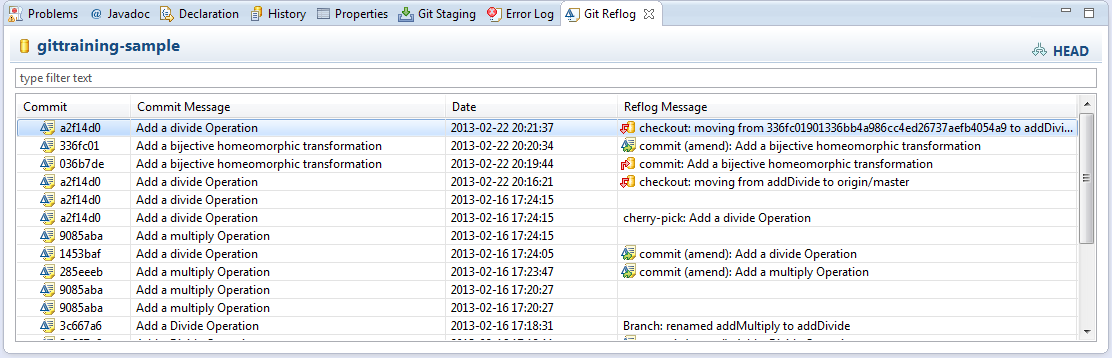 Problems @ Javadoc Declaration History Properties Git Staging Error Log Git Reflog
gittraining-sample HEAD
type filter text
Commit Commit Message Date Reflog Message
a2f14d0 Add a divide Operation 2013-02-22 20:21:37 checkout: moving from 336fc01901336bb4a986cc4ed26737aefb4054a9 to addDivi...
336fc01 Add a bijective homeomorphic transformation 2013-02-22 20:20:34 commit (amend): Add a bijective homeomorphic transformation
036b7de Add a bijective homeomorphic transformation 2013-02-22 20:19:44 commit: Add a bijective homeomorphic transformation
a2f14d0 Add a divide Operation 2013-02-22 20:16:21 checkout: moving from addDivide to origin/master
a2f14d0 Add a divide Operation 2013-02-16 17:24:15
a2f14d0 Add a divide Operation 2013-02-16 17:24:15 cherry-pick: Add a divide Operation
9085aba Add a multiply Operation 2013-02-16 17:24:15
1453baf Add a divide Operation 2013-02-16 17:24:05 commit (amend): Add a divide Operation
285eeeb Add a multiply Operation 2013-02-16 17:23:47 commit (amend): Add a multiply Operation
9085aba Add a multiply Operation 2013-02-16 17:20:27
9085aba Add a multiply Operation 2013-02-16 17:20:27
3c667a6 Add a Divide Operation 2013-02-16 17:18:31 Branch: renamed addMultiply to addDivide